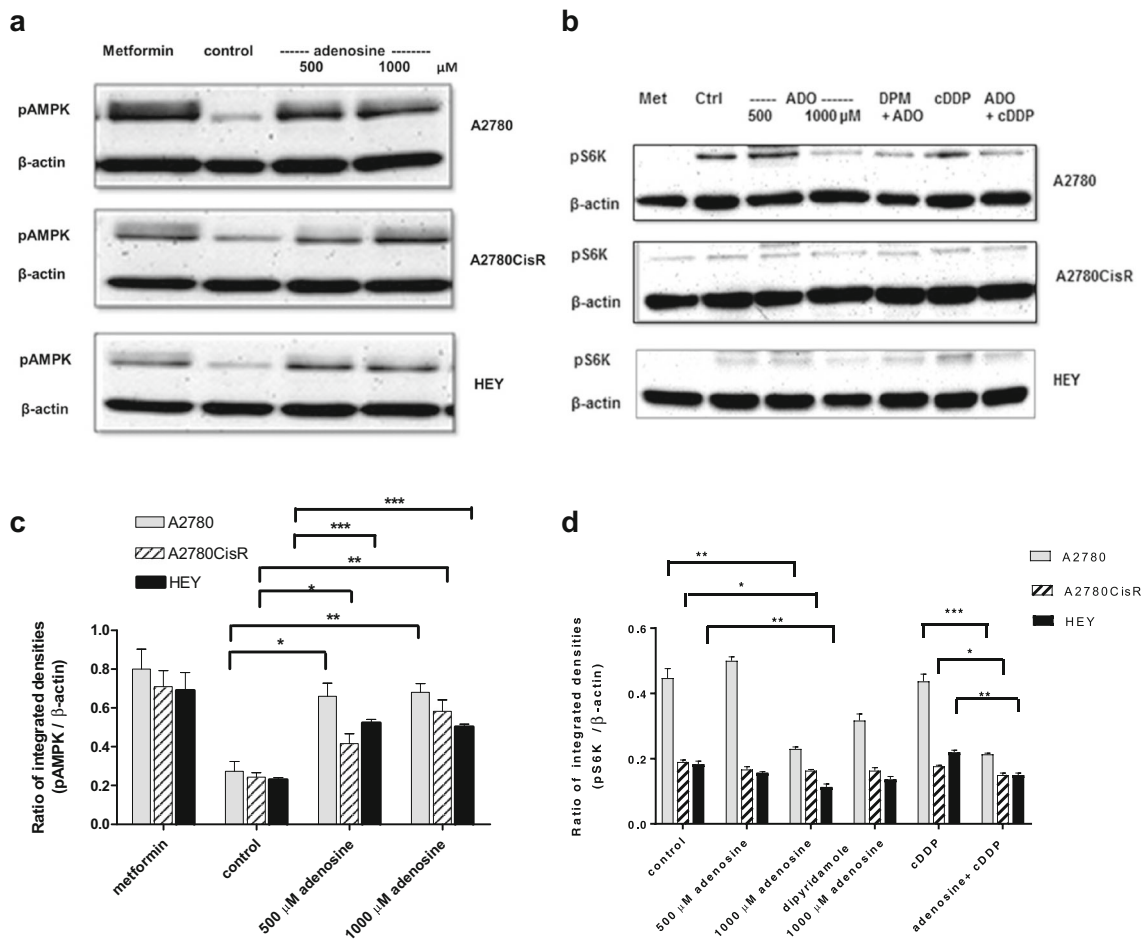 a
Metformin control ------ adenosine --------
500 1000 µM
pAMPK
A2780
β-actin
pAMPK
A2780CisR
β-actin
pAMPK
HEY
β-actin
b
Met Ctrl ----- ADO ------ DPM cDDP ADO
500 1000 µM + ADO + cDDP
pS6K
A2780
β-actin
pS6K
A2780CisR
β-actin
pS6K
HEY
β-actin
c
A2780
A2780CisR
HEY
***
***
**
*
**
*
Ratio of integrated densities
(pAMPK / β-actin)
1.0
0.8
0.6
0.4
0.2
0.0
metformin
control
500 µM adenosine
1000 µM adenosine
d
A2780
A2780CisR
HEY
**
*
**
***
*
**
Ratio of integrated densities
(pS6K / β-actin)
0.6
0.4
0.2
0.0
control
500 µM adenosine
1000 µM adenosine
dipyridamole
1000 µM adenosine
cDDP
adenosine+ cDDP